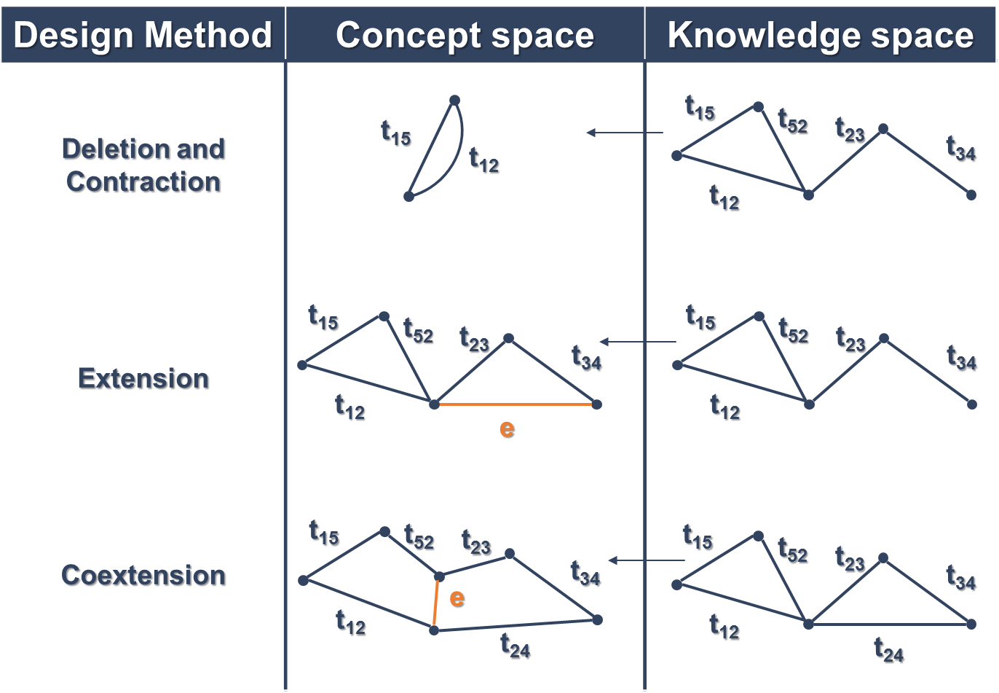 Design Method Concept space Knowledge space
Deletion and
Contraction
t15
t12
t15
t52
t23
t34
t12
Extension
t15
t52
t23
t34
t12
e
t15
t52
t23
t34
t12
Coextension
t15
t52
t23
t34
e
t12
t24
t15
t52
t23
t34
t12
t24